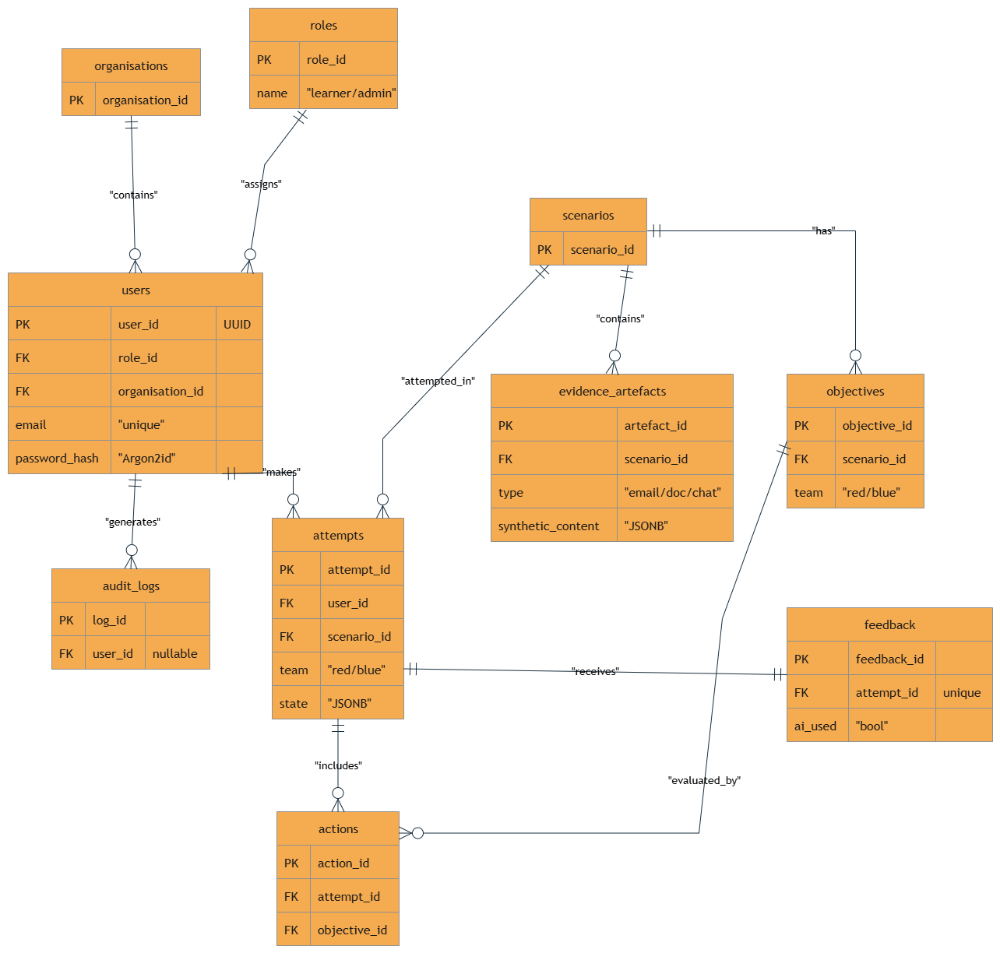 roles
PK role_id
name "learner/admin"
organisations
PK organisation_id
"contains"
"assigns"
scenarios
PK scenario_id
"has"
users
PK user_id UUID
FK role_id
FK organisation_id
email "unique"
password_hash "Argon2id"
"contains"
"attempted_in"
evidence_artefacts
PK artefact_id
FK scenario_id
type "email/doc/chat"
synthetic_content "JSONB"
objectives
PK objective_id
FK scenario_id
team "red/blue"
"makes"
"generates"
attempts
PK attempt_id
FK user_id
FK scenario_id
team "red/blue"
state "JSONB"
audit_logs
PK log_id
FK user_id nullable
feedback
PK feedback_id
FK attempt_id unique
ai_used "bool"
"receives"
"includes"
"evaluated_by"
actions
PK action_id
FK attempt_id
FK objective_id